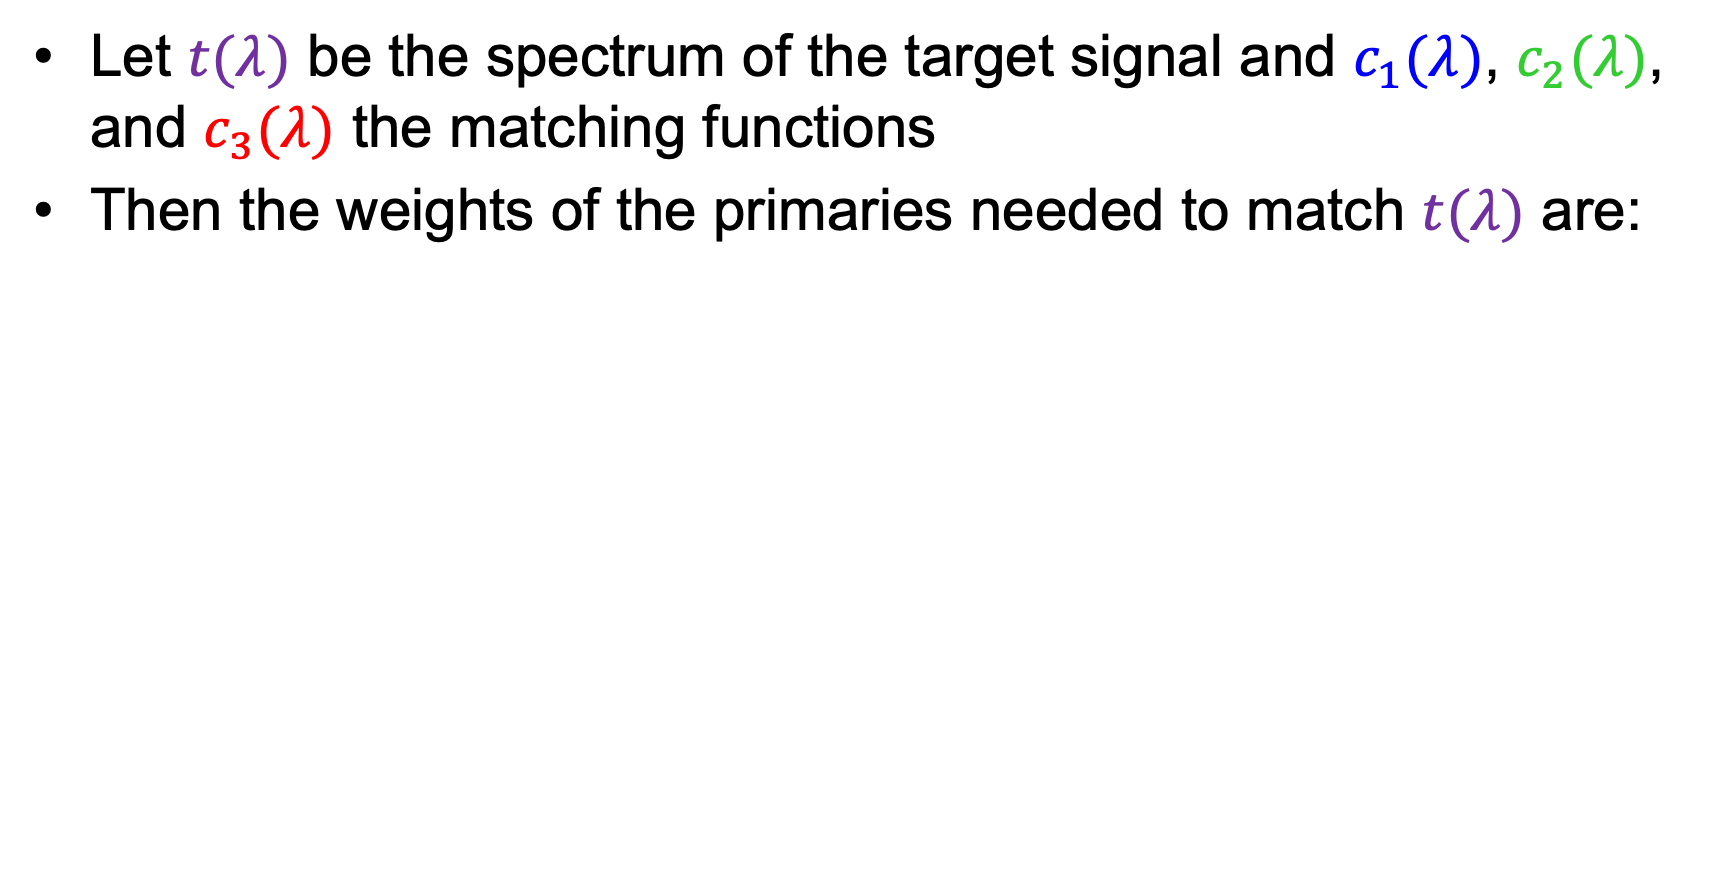 • Let t(λ) be the spectrum of the target signal and c₁(λ), c₂(λ),
and c₃(λ) the matching functions
• Then the weights of the primaries needed to match t(λ) are: